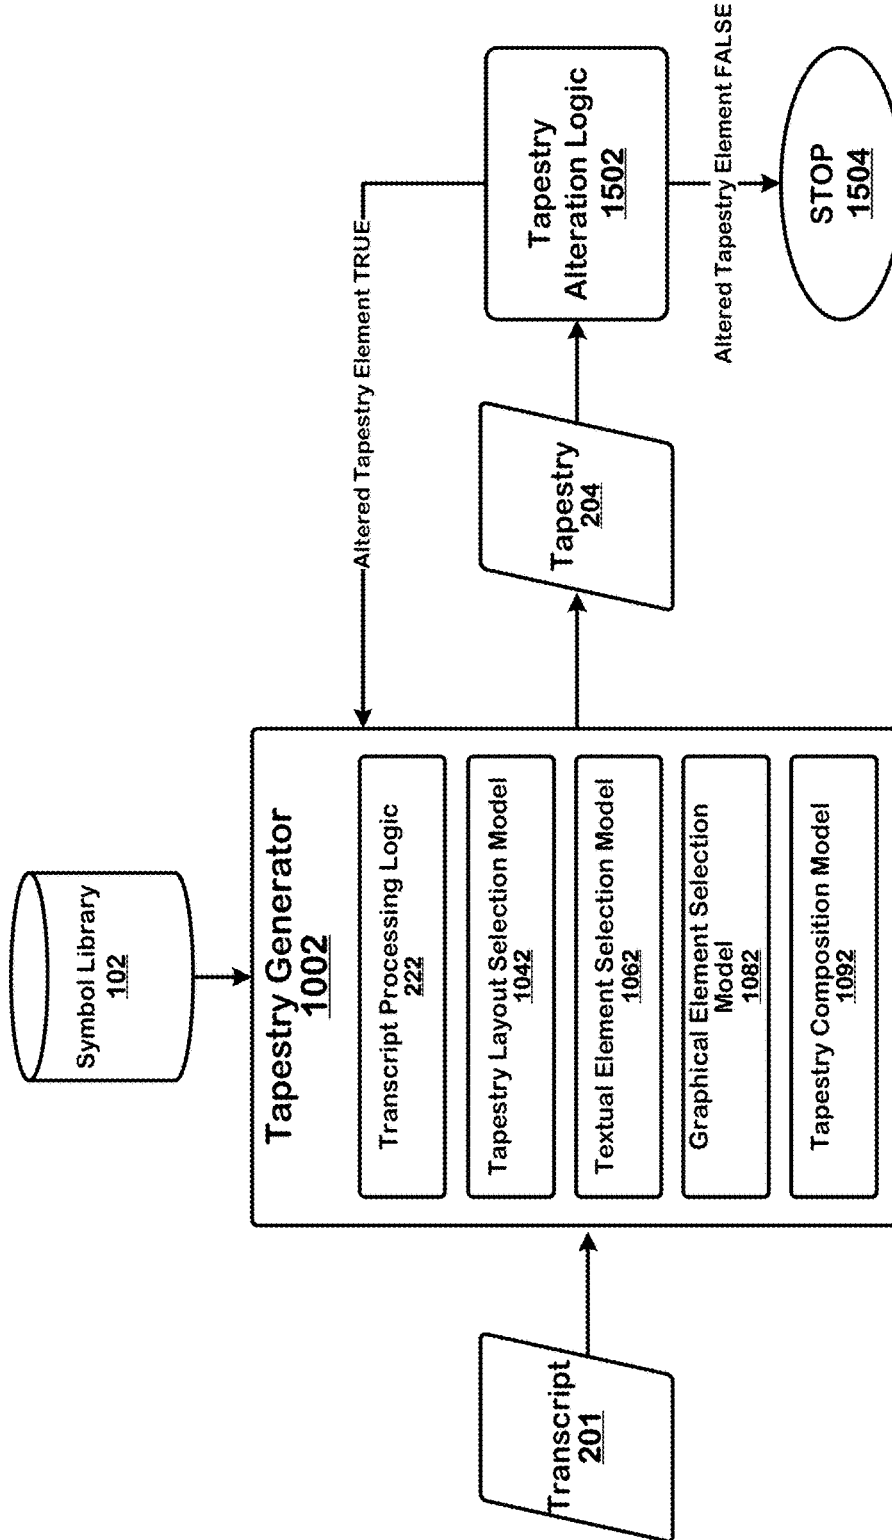 Symbol Library
102
Tapestry Generator
1002
Transcript Processing Logic
222
Tapestry Layout Selection Model
1042
Textual Element Selection Model
1062
Graphical Element Selection
Model
1082
Tapestry Composition Model
1092
Transcript
201
Tapestry
204
Altered Tapestry Element TRUE
Tapestry
Alteration Logic
1502
Altered Tapestry Element FALSE
STOP
1504